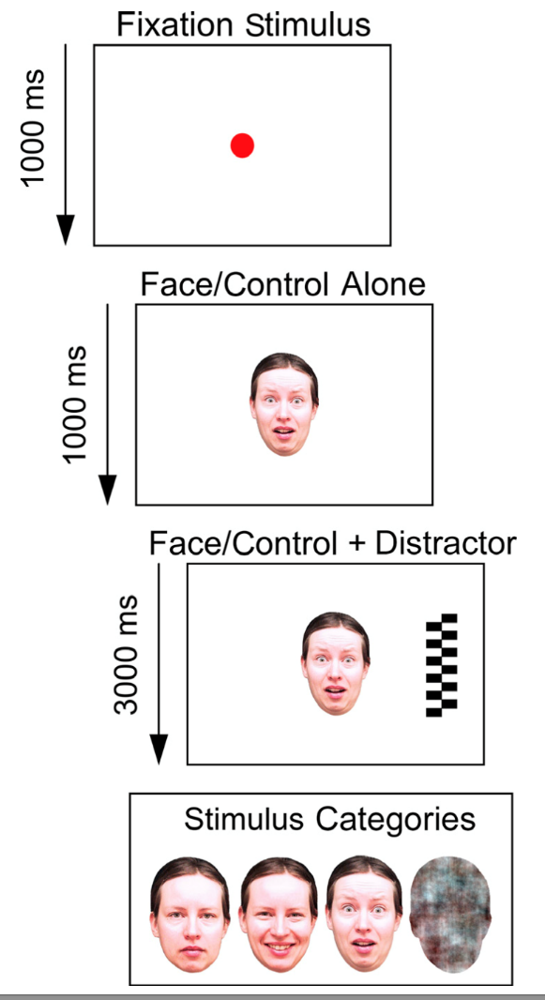 Fixation Stimulus
1000 ms
Face/Control Alone
1000 ms
Face/Control + Distractor
3000 ms
Stimulus Categories